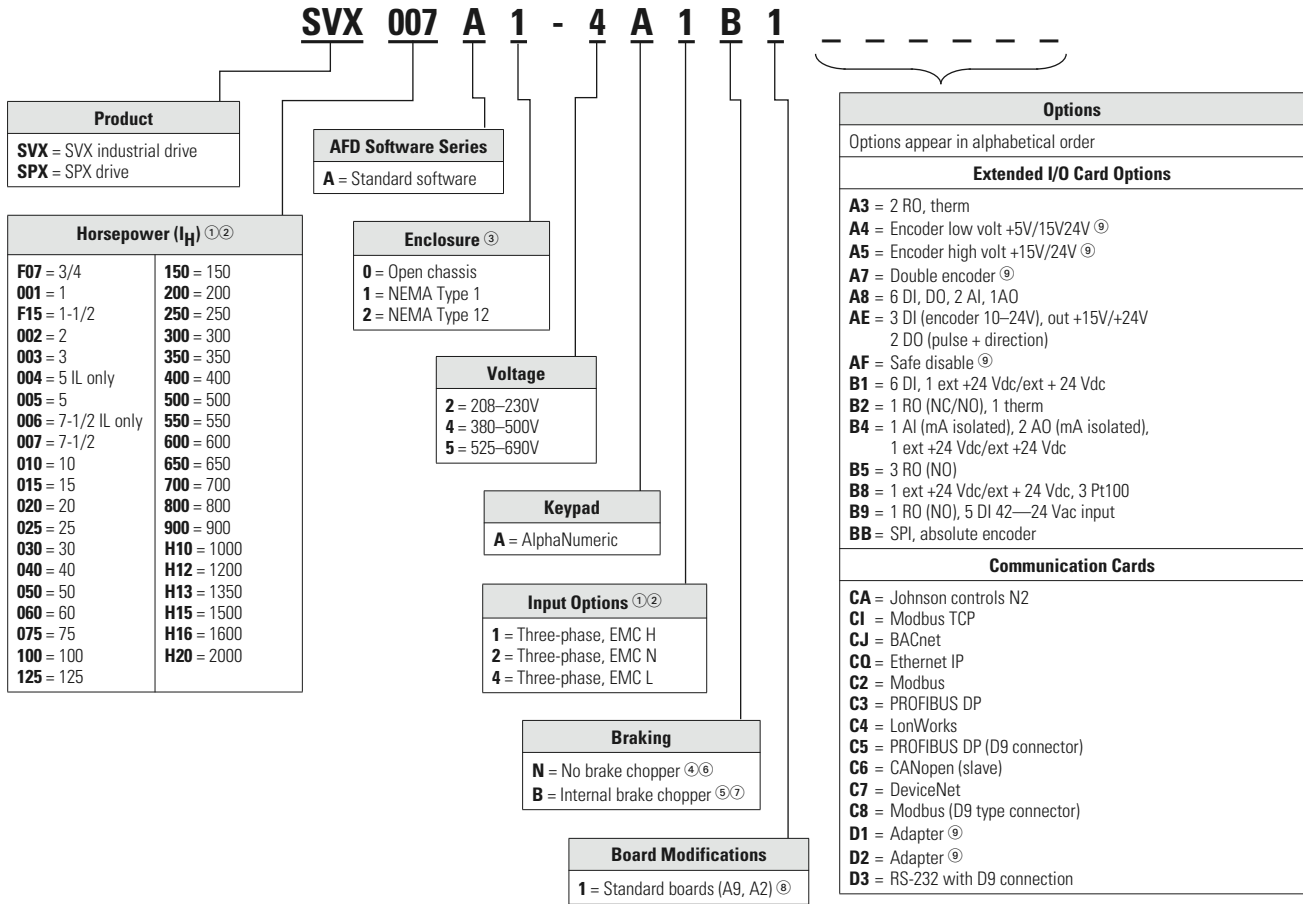 SVX 007 A 1 - 4 A 1 B 1 _ _ _ _ _ _
Product
SVX = SVX industrial drive
SPX = SPX drive
Horsepower (IH) ①②
F07 = 3/4
001 = 1
F15 = 1-1/2
002 = 2
003 = 3
004 = 5 IL only
005 = 5
006 = 7-1/2 IL only
007 = 7-1/2
010 = 10
015 = 15
020 = 20
025 = 25
030 = 30
040 = 40
050 = 50
060 = 60
075 = 75
100 = 100
125 = 125
150 = 150
200 = 200
250 = 250
300 = 300
350 = 350
400 = 400
500 = 500
550 = 550
600 = 600
650 = 650
700 = 700
800 = 800
900 = 900
H10 = 1000
H12 = 1200
H13 = 1350
H15 = 1500
H16 = 1600
H20 = 2000
AFD Software Series
A = Standard software
Enclosure ③
0 = Open chassis
1 = NEMA Type 1
2 = NEMA Type 12
Voltage
2 = 208–230V
4 = 380–500V
5 = 525–690V
Keypad
A = AlphaNumeric
Input Options ①②
1 = Three-phase, EMC H
2 = Three-phase, EMC N
4 = Three-phase, EMC L
Braking
N = No brake chopper ④⑥
B = Internal brake chopper ⑤⑦
Board Modifications
1 = Standard boards (A9, A2) ⑧
Options
Options appear in alphabetical order
Extended I/O Card Options
A3 = 2 RO, therm
A4 = Encoder low volt +5V/15V24V ⑨
A5 = Encoder high volt +15V/24V ⑨
A7 = Double encoder ⑨
A8 = 6 DI, DO, 2 AI, 1AO
AE = 3 DI (encoder 10–24V), out +15V/+24V
2 DO (pulse + direction)
AF = Safe disable ⑨
B1 = 6 DI, 1 ext +24 Vdc/ext + 24 Vdc
B2 = 1 RO (NC/NO), 1 therm
B4 = 1 AI (mA isolated), 2 AO (mA isolated),
1 ext +24 Vdc/ext +24 Vdc
B5 = 3 RO (NO)
B8 = 1 ext +24 Vdc/ext + 24 Vdc, 3 Pt100
B9 = 1 RO (NO), 5 DI 42—24 Vac input
BB = SPI, absolute encoder
Communication Cards
CA = Johnson controls N2
CI = Modbus TCP
CJ = BACnet
CQ = Ethernet IP
C2 = Modbus
C3 = PROFIBUS DP
C4 = LonWorks
C5 = PROFIBUS DP (D9 connector)
C6 = CANopen (slave)
C7 = DeviceNet
C8 = Modbus (D9 type connector)
D1 = Adapter ⑨
D2 = Adapter ⑨
D3 = RS-232 with D9 connection